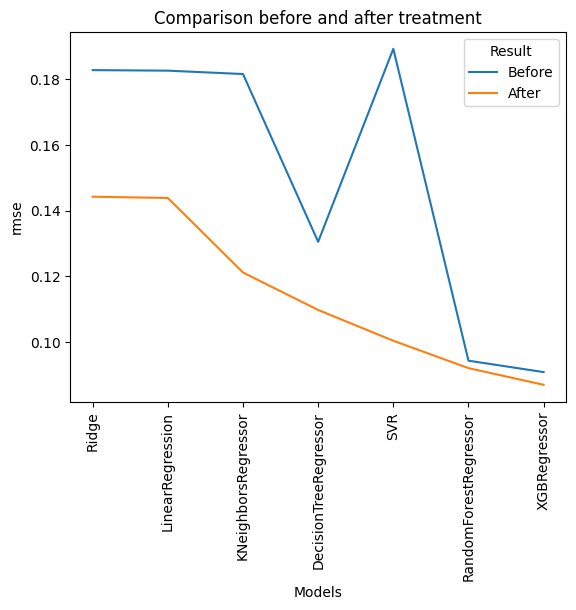 Comparison before and after treatment
Result
Before
After
rmse
0.18
0.16
0.14
0.12
0.10
Ridge
LinearRegression
KNeighborsRegressor
DecisionTreeRegressor
SVR
RandomForestRegressor
XGBRegressor
Models